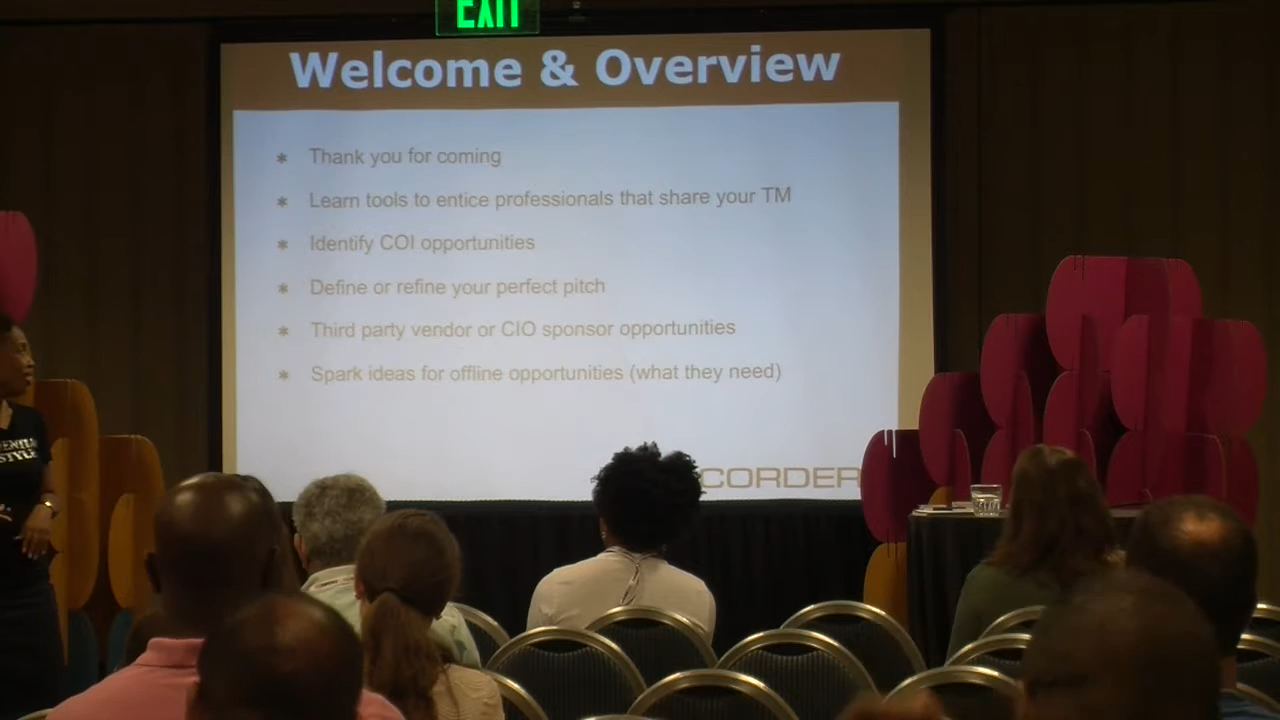 EXIT
Welcome & Overview
* Thank you for coming
* Learn tools to entice professionals that share your TM
* Identify COI opportunities
* Define or refine your perfect pitch
* Third party vendor or CIO sponsor opportunities
* Spark ideas for offline opportunities (what they need)
CORDER
STYLE